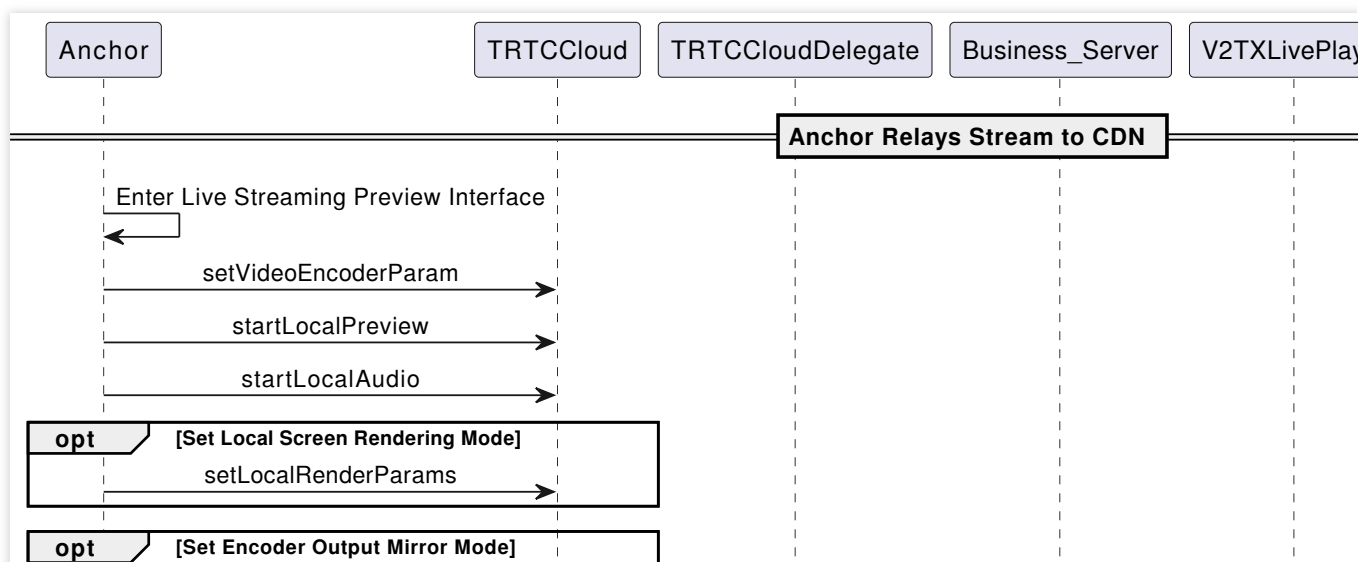 Anchor
TRTCCloud
TRTCCloudDelegate
Business_Server
V2TXLivePlay
Anchor Relays Stream to CDN
Enter Live Streaming Preview Interface
setVideoEncoderParam
startLocalPreview
startLocalAudio
opt [Set Local Screen Rendering Mode]
setLocalRenderParams
opt [Set Encoder Output Mirror Mode]